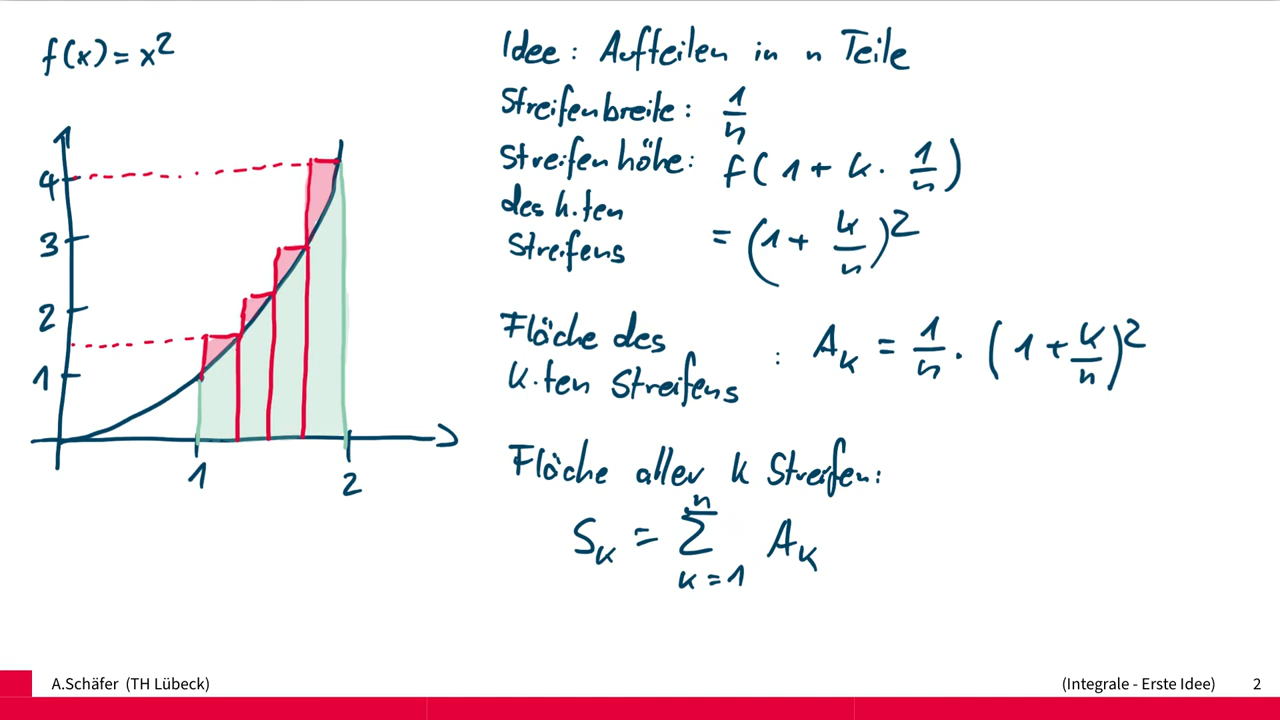 f(x) = x²
4
3
2
1
1
2
Idee : Aufteilen in n Teile
Streifenbreite : 1/n
Streifenhöhe : f(1 + k · 1/n)
des k.ten
Streifens = (1 + k/n)²
Fläche des
k.ten Streifens : A_k = 1/n · (1 + k/n)²
Fläche aller k Streifen:
S_k = ∑_{k=1}^{n} A_k
A.Schäfer (TH Lübeck)
(Integrale - Erste Idee) 2